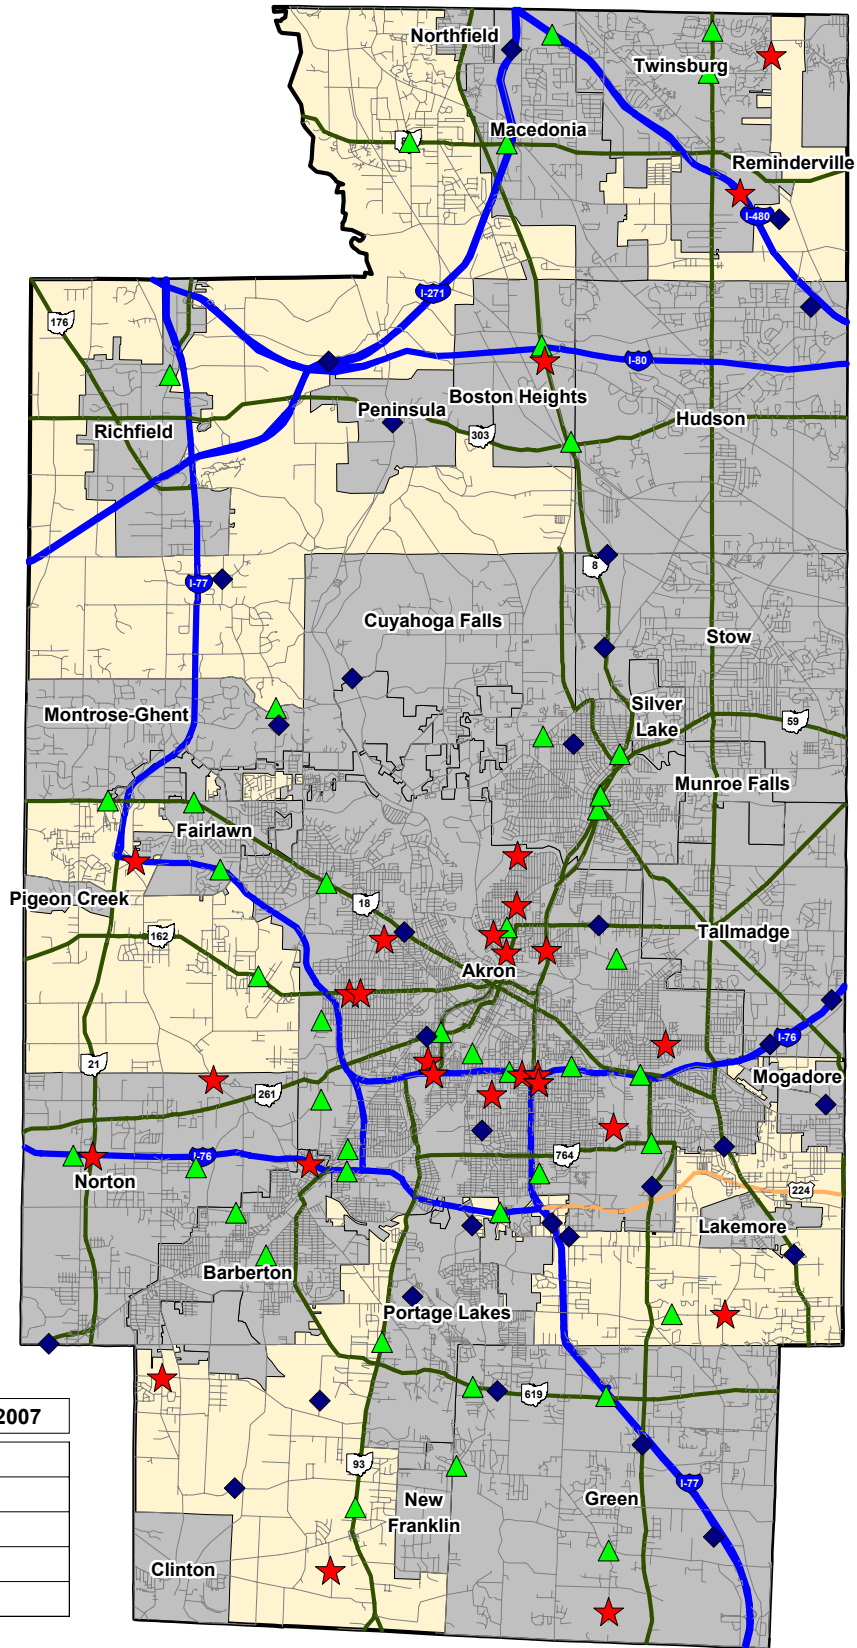 Northfield
Twinsburg
Macedonia
Reminderville
I-480
I-271
176
I-80
Boston Heights
Peninsula
Hudson
Richfield
303
8
I-77
Cuyahoga Falls
Stow
Silver
Lake
Montrose-Ghent
59
Munroe Falls
Fairlawn
Pigeon Creek
18
162
Tallmadge
Akron
I-76
21
Mogadore
261
I-76
764
Norton
224
Lakemore
Barberton
Portage Lakes
619
2007
93
I-77
New
Franklin
Green
Clinton